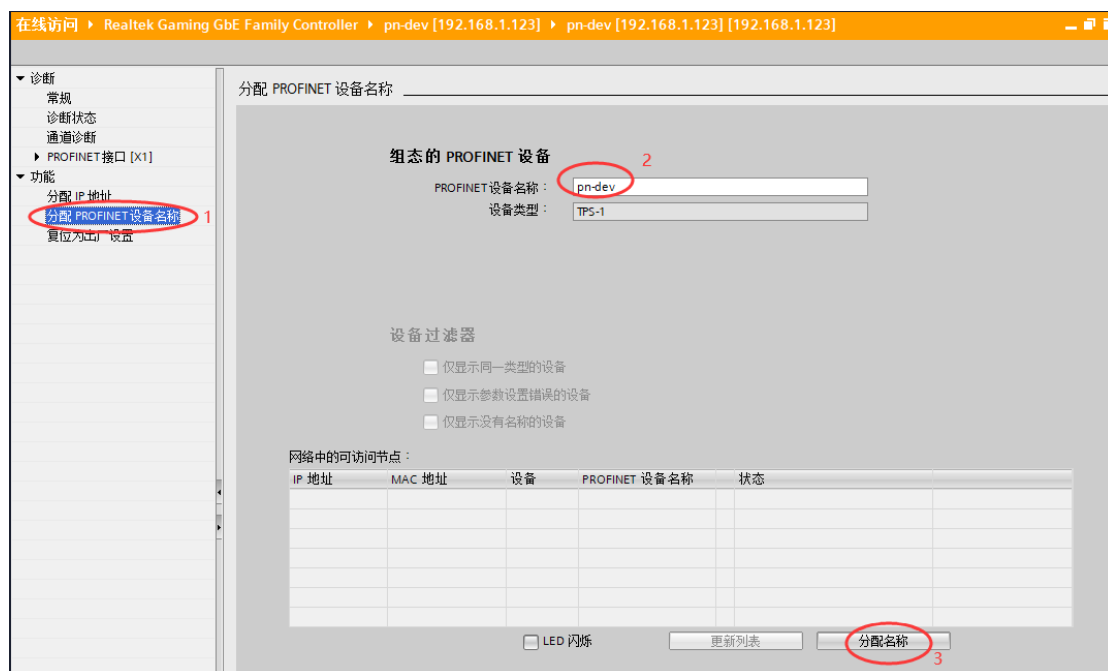 在线访问 ▸ Realtek Gaming GbE Family Controller ▸ pn-dev [192.168.1.123] ▸ pn-dev [192.168.1.123] [192.168.1.123]
诊断
常规
诊断状态
通道诊断
PROFINET接口 [X1]
功能
分配 IP 地址
分配 PROFINET设备名称 1
复位为出厂设置
分配 PROFINET 设备名称
组态的 PROFINET 设备
2
PROFINET设备名称: pn-dev
设备类型: TPS-1
设备过滤器
仅显示同一类型的设备
仅显示参数设置错误的设备
仅显示没有名称的设备
网络中的可访问节点:
IP 地址 MAC 地址 设备 PROFINET 设备名称 状态
LED 闪烁 更新列表 分配名称
3